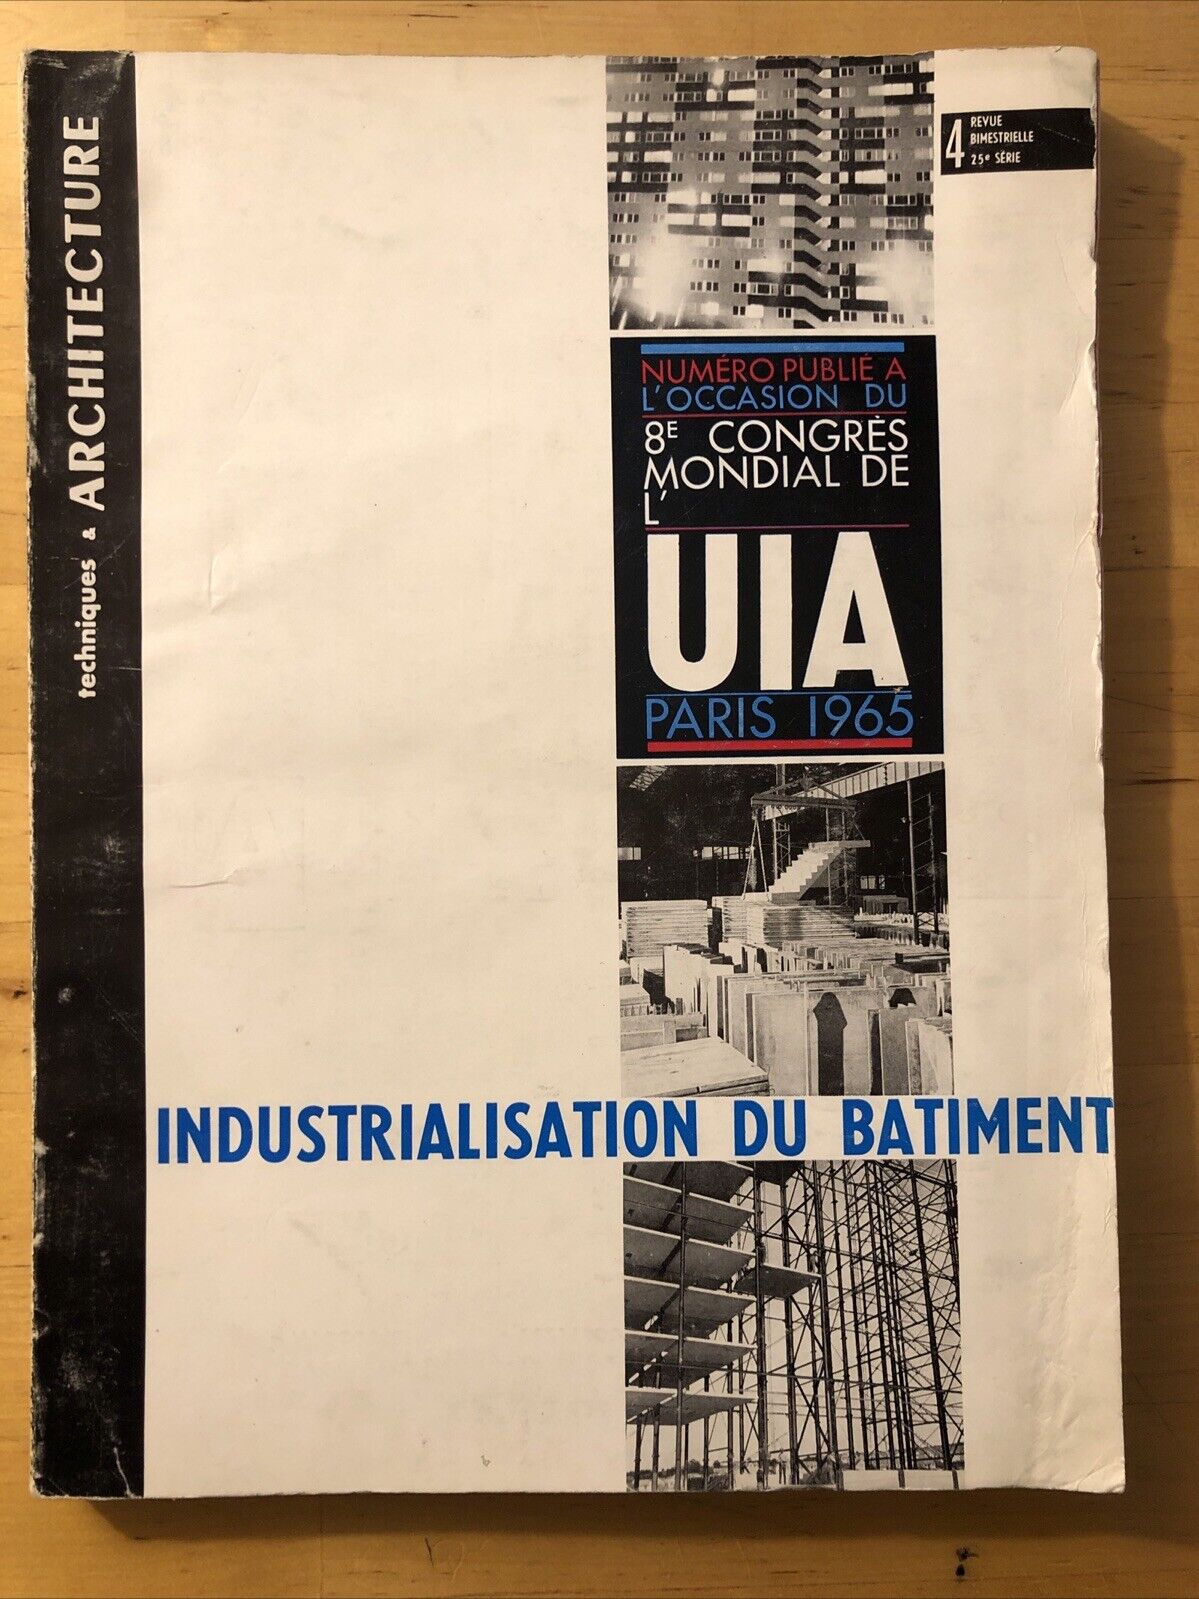 techniques & ARCHITECTURE
4
REVUE
BIMESTRIELLE
25e SÉRIE
NUMÉRO PUBLIÉ A
L'OCCASION DU
8E CONGRÈS
MONDIAL DE
L'
UIA
PARIS 1965
INDUSTRIALISATION DU BATIMENT